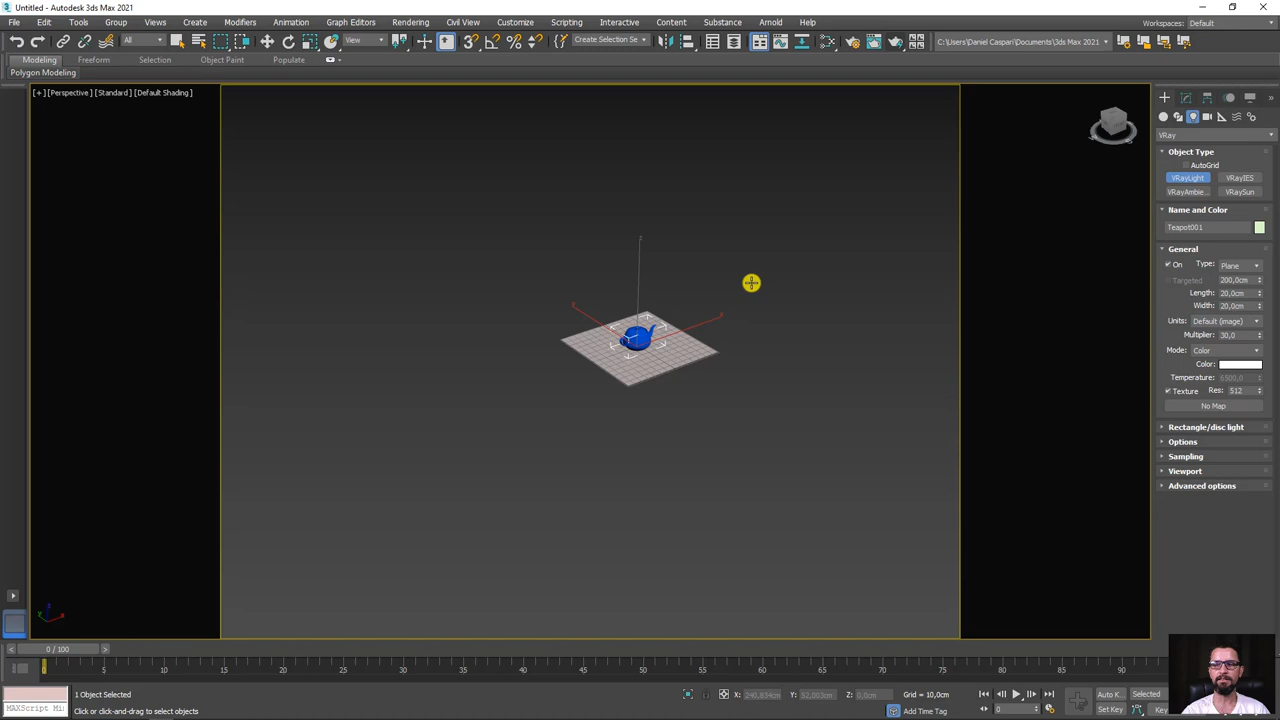 Untitled - Autodesk 3ds Max 2021
File Edit Tools Group Views Create Modifiers Animation Graph Editors Rendering Civil View Customize Scripting Interactive Content Substance Arnold Help
Workspaces: Default
All View Create Selection Se C:\Users\Daniel Caspari\Documents\3ds Max 2021
Modeling Freeform Selection Object Paint Populate
Polygon Modeling
[+] [Perspective] [Standard] [Default Shading]
VRay
Object Type
AutoGrid
VRayLight VRayIES
VRayAmbie... VRaySun
Name and Color
Teapot001
General
On Type: Plane
Targeted 200,0cm
Length: 20,0cm
Width: 20,0cm
Units: Default (image)
Multiplier: 30,0
Mode: Color
Color:
Temperature: 6500,0
Texture Res: 512
No Map
Rectangle/disc light
Options
Sampling
Viewport
Advanced options
0 / 100
0 5 10 15 20 25 30 35 40 45 50 55 60 65 70 75 80 85 90
1 Object Selected X: 240,834cm Y: 52,003cm Z: 0,0cm Grid = 10,0cm Auto K... Selected
MAXScript Mi Click or click-and-drag to select objects Add Time Tag 0 Set Key Key